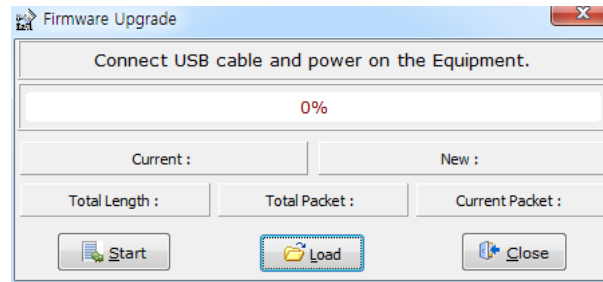 Firmware Upgrade
Connect USB cable and power on the Equipment.
0%
Current :
New :
Total Length :
Total Packet :
Current Packet :
Start
Load
Close